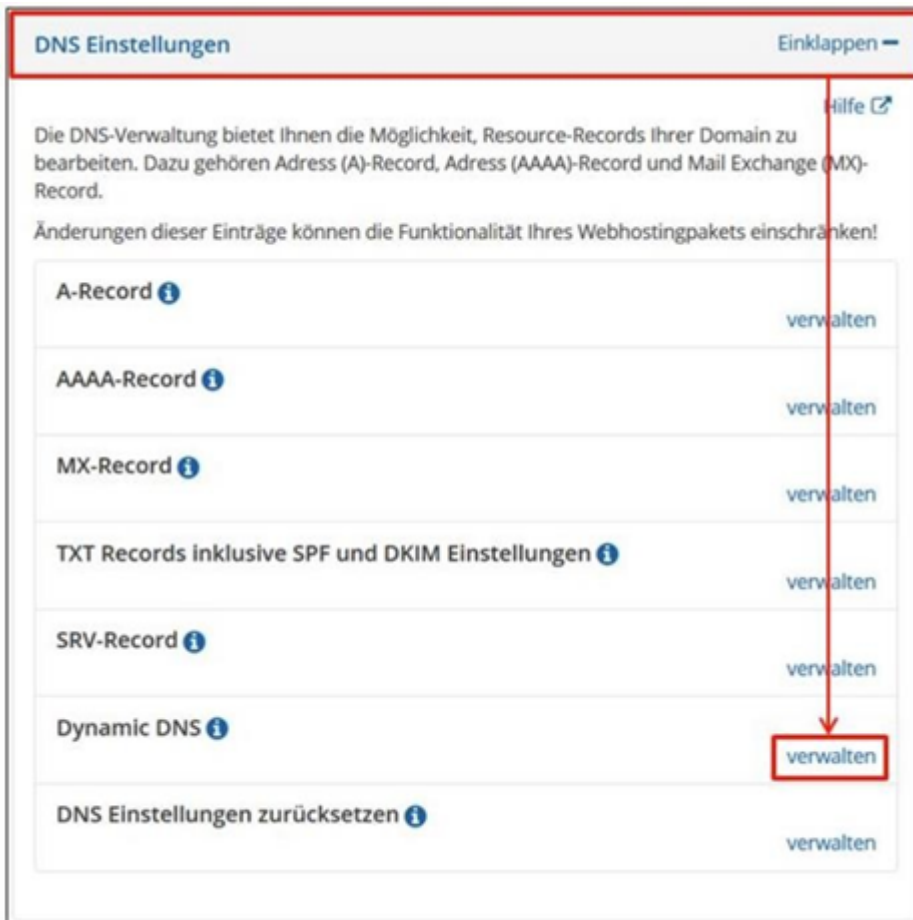 DNS Einstellungen
Einklappen
Hilfe
Die DNS-Verwaltung bietet Ihnen die Möglichkeit, Resource-Records Ihrer Domain zu
bearbeiten. Dazu gehören Adress (A)-Record, Adress (AAAA)-Record und Mail Exchange (MX)-
Record.
Änderungen dieser Einträge können die Funktionalität Ihres Webhostingpakets einschränken!
A-Record
verwalten
AAAA-Record
verwalten
MX-Record
verwalten
TXT Records inklusive SPF und DKIM Einstellungen
verwalten
SRV-Record
verwalten
Dynamic DNS
verwalten
DNS Einstellungen zurücksetzen
verwalten